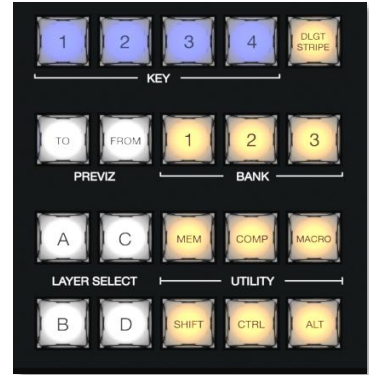 1 2 3 4 DLGT STRIPE
KEY
TO FROM 1 2 3
PREVIZ BANK
A C MEM COMP MACRO
LAYER SELECT UTILITY
B D SHIFT CTRL ALT